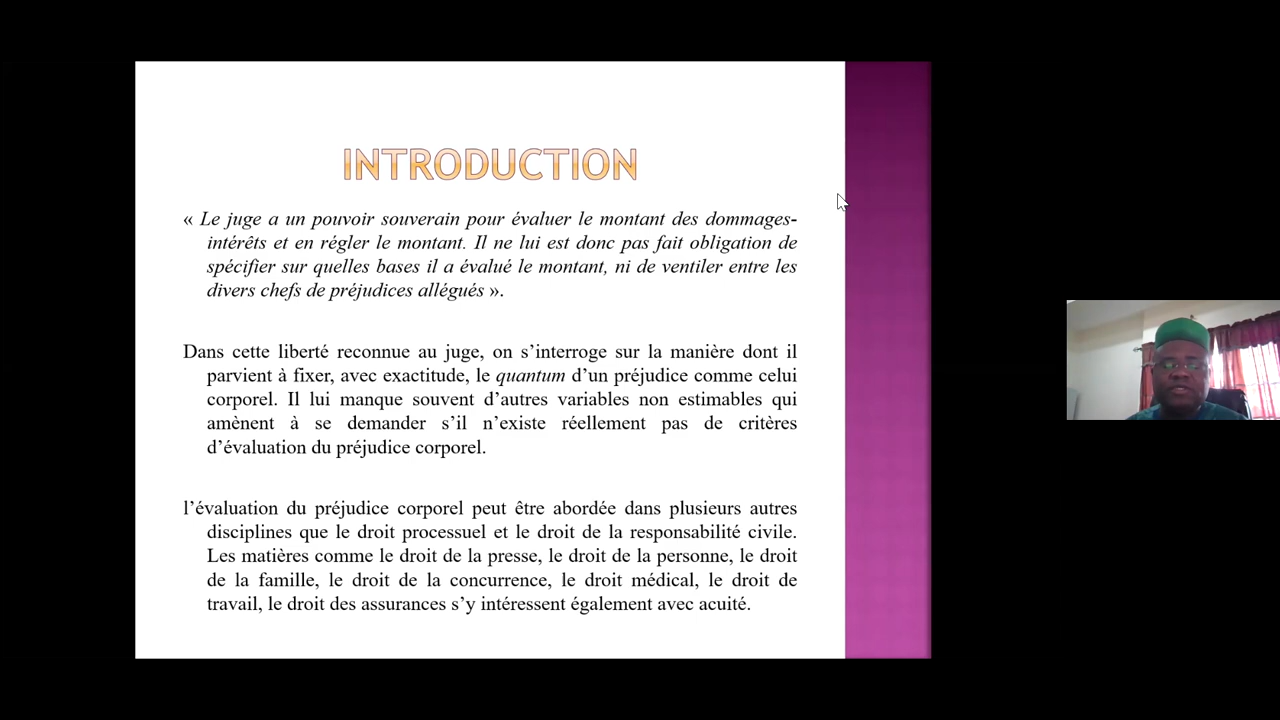 INTRODUCTION
« Le juge a un pouvoir souverain pour évaluer le montant des dommages-
intérêts et en régler le montant. Il ne lui est donc pas fait obligation de
spécifier sur quelles bases il a évalué le montant, ni de ventiler entre les
divers chefs de préjudices allégués ».
Dans cette liberté reconnue au juge, on s’interroge sur la manière dont il
parvient à fixer, avec exactitude, le quantum d’un préjudice comme celui
corporel. Il lui manque souvent d’autres variables non estimables qui
amènent à se demander s’il n’existe réellement pas de critères
d’évaluation du préjudice corporel.
l’évaluation du préjudice corporel peut être abordée dans plusieurs autres
disciplines que le droit processuel et le droit de la responsabilité civile.
Les matières comme le droit de la presse, le droit de la personne, le droit
de la famille, le droit de la concurrence, le droit médical, le droit de
travail, le droit des assurances s’y intéressent également avec acuité.